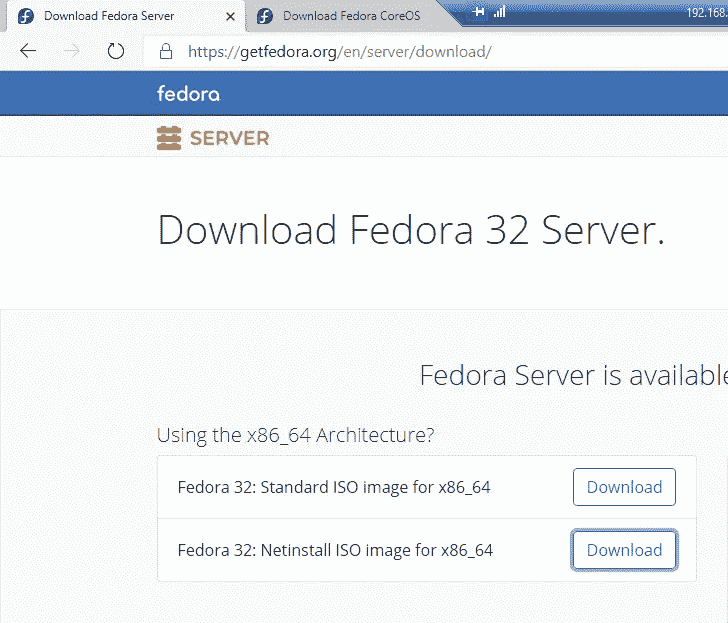 Download Fedora Server
Download Fedora CoreOS
192.168.
https://getfedora.org/en/server/download/
fedora
SERVER
Download Fedora 32 Server.
Fedora Server is available
Using the x86_64 Architecture?
Fedora 32: Standard ISO image for x86_64 Download
Fedora 32: Netinstall ISO image for x86_64 Download